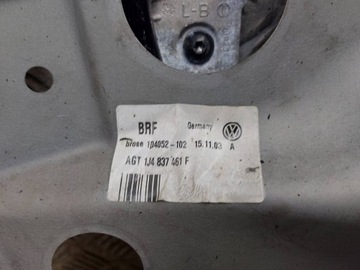 L-B
BRF Germany
brose 104052-102 15.11.03 A
AGT 1J4 837 461 F